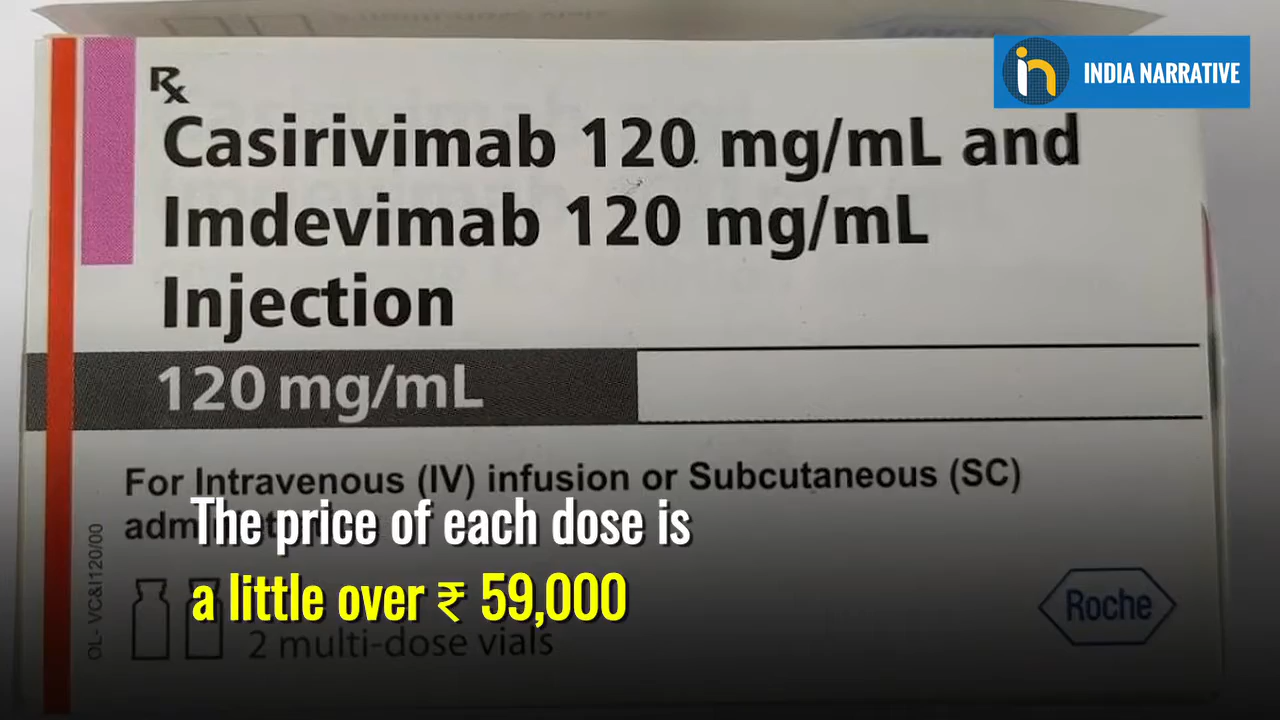 INDIA NARRATIVE
Rx
Casirivimab 120 mg/mL and
Imdevimab 120 mg/mL
Injection
120 mg/mL
For Intravenous (IV) infusion or Subcutaneous (SC)
The price of each dose is
a little over ₹ 59,000
2 multi-dose vials
OL- VC&I120/00
Roche